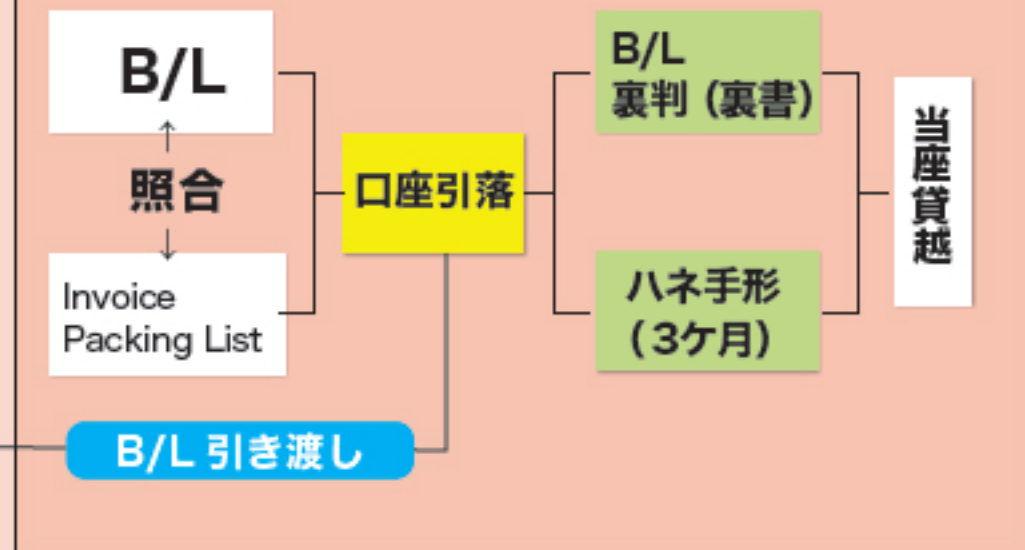 B/L
照合
Invoice
Packing List
口座引落
B/L
裏判（裏書）
ハネ手形
（3ケ月）
当座貸越
B/L 引き渡し